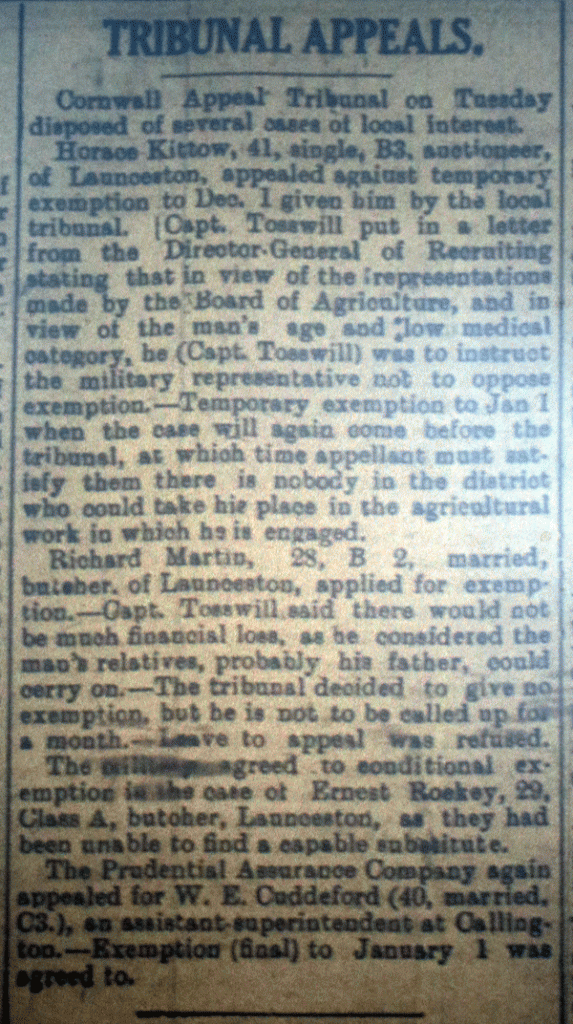 TRIBUNAL APPEALS.
Cornwall Appeal Tribunal on Tuesday
disposed of several cases of local interest.
Horace Kittow, 41, single, B3, auctioneer,
of Launceston, appealed against temporary
exemption to Dec. 1 given him by the local
tribunal. [Capt. Tosswill put in a letter
from the Director-General of Recruiting
stating that in view of the representations
made by the Board of Agriculture, and in
view of the man's age and low medical
category, he (Capt. Tosswill) was to instruct
the military representative not to oppose
exemption.—Temporary exemption to Jan 1
when the case will again come before the
tribunal, at which time appellant must sat-
isfy them there is nobody in the district
who could take his place in the agricultural
work in which he is engaged.
Richard Martin, 28, B 2, married,
butcher. of Launceston, applied for exemp-
tion.—Capt. Tosswill said there would not
be much financial loss, as he considered the
man's relatives, probably his father, could
cerry on.—The tribunal decided to give no
exemption, but he is not to be called up for
a month.—Leave to appeal was refused.
The military agreed to conditional ex-
emption in the case of Ernest Rockey, 29,
Class A, butcher, Launceston, as they had
been unable to find a capable substitute.
The Prudential Assurance Company again
appealed for W. E. Cuddeford (40, married,
C3.), an assistant-superintendent at Calling-
ton.—Exemption (final) to January 1 was
agreed to.